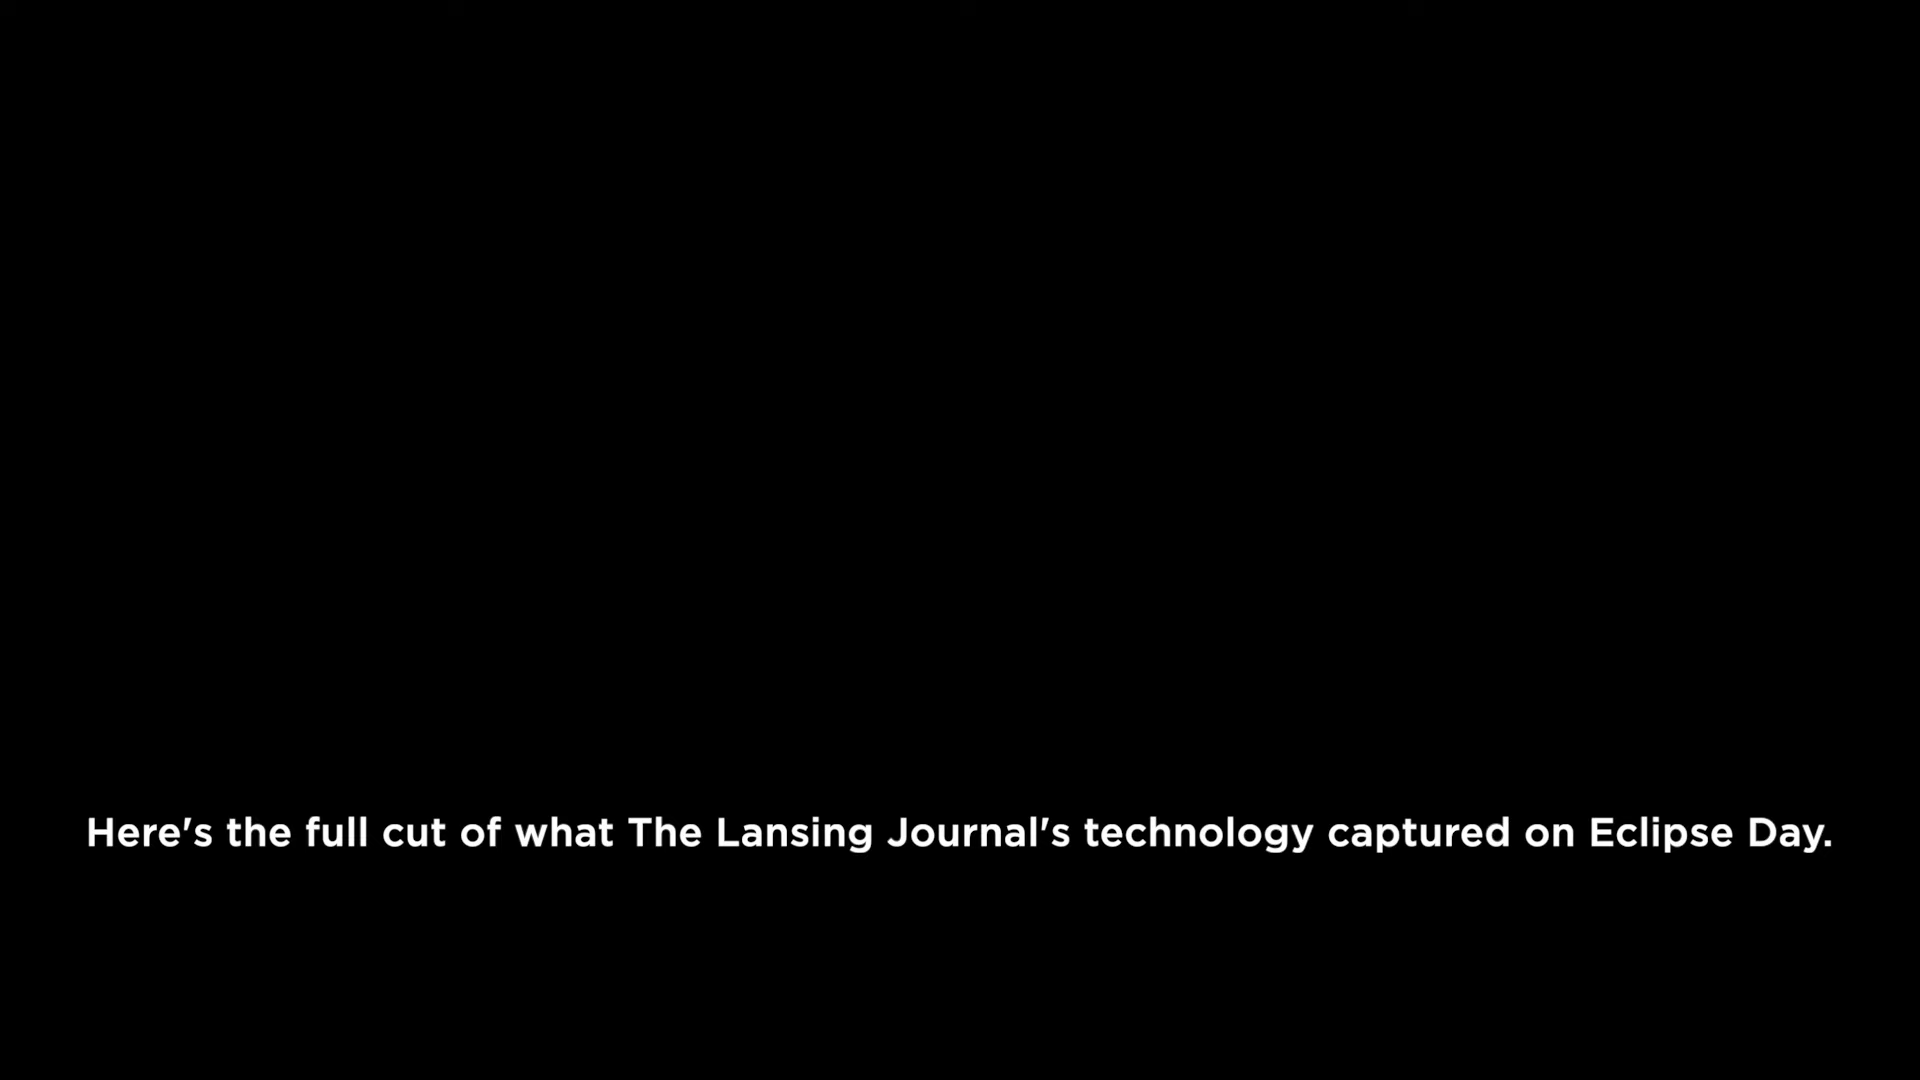 Here's the full cut of what The Lansing Journal's technology captured on Eclipse Day.